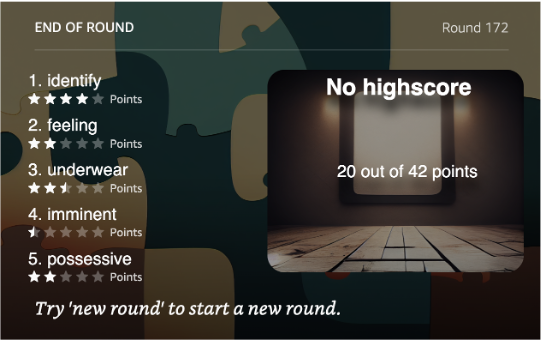 END OF ROUND
Round 172
1. identify
Points
2. feeling
Points
3. underwear
Points
4. imminent
Points
5. possessive
Points
No highscore
20 out of 42 points
Try 'new round' to start a new round.